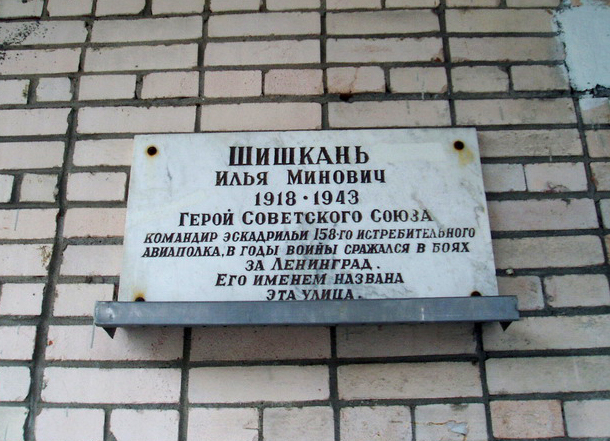 ШИШКАНЬ
ИЛЬЯ МИНОВИЧ
1918 · 1943
ГЕРОЙ СОВЕТСКОГО СОЮЗА
КОМАНДИР ЭСКАДРИЛЬИ 158-ГО ИСТРЕБИТЕЛЬНОГО
АВИАПОЛКА, В ГОДЫ ВОЙНЫ СРАЖАЛСЯ В БОЯХ
ЗА ЛЕНИНГРАД.
ЕГО ИМЕНЕМ НАЗВАНА
ЭТА УЛИЦА.